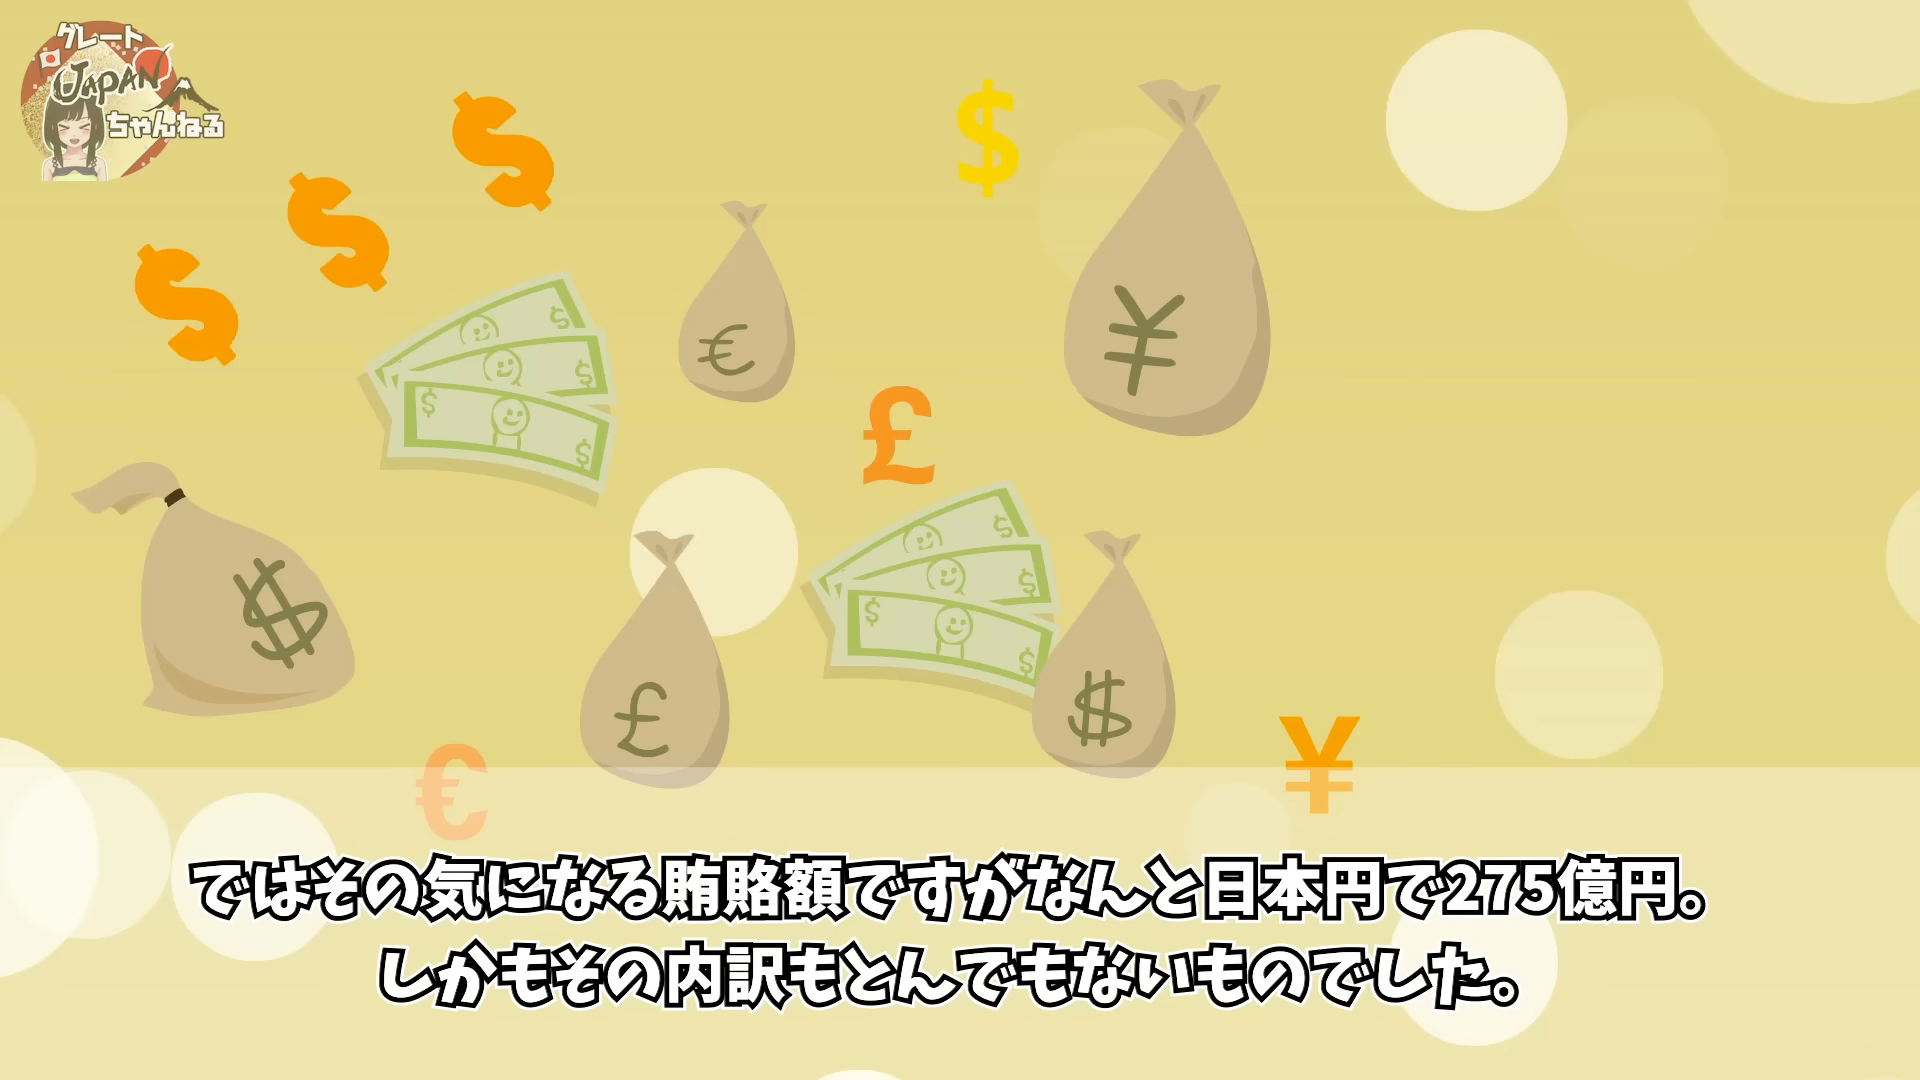 グレート
JAPAN
ちゃんねる
$
$
$
$
€
¥
£
$
£
$
€
¥
ではその気になる賄賂額ですがなんと日本円で275億円。
しかもその内訳もとんでもないものでした。